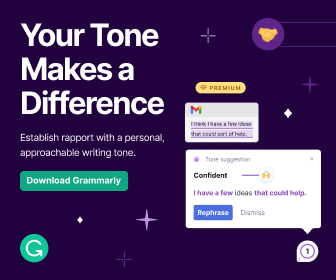 Your Tone
Makes a
Difference
Establish rapport with a personal,
approachable writing tone.
Download Grammarly
PREMIUM
I think I have a few ideas
that could sort of help.
Tone suggestion
Confident
I have a few ideas that could help.
Rephrase
Dismiss
1